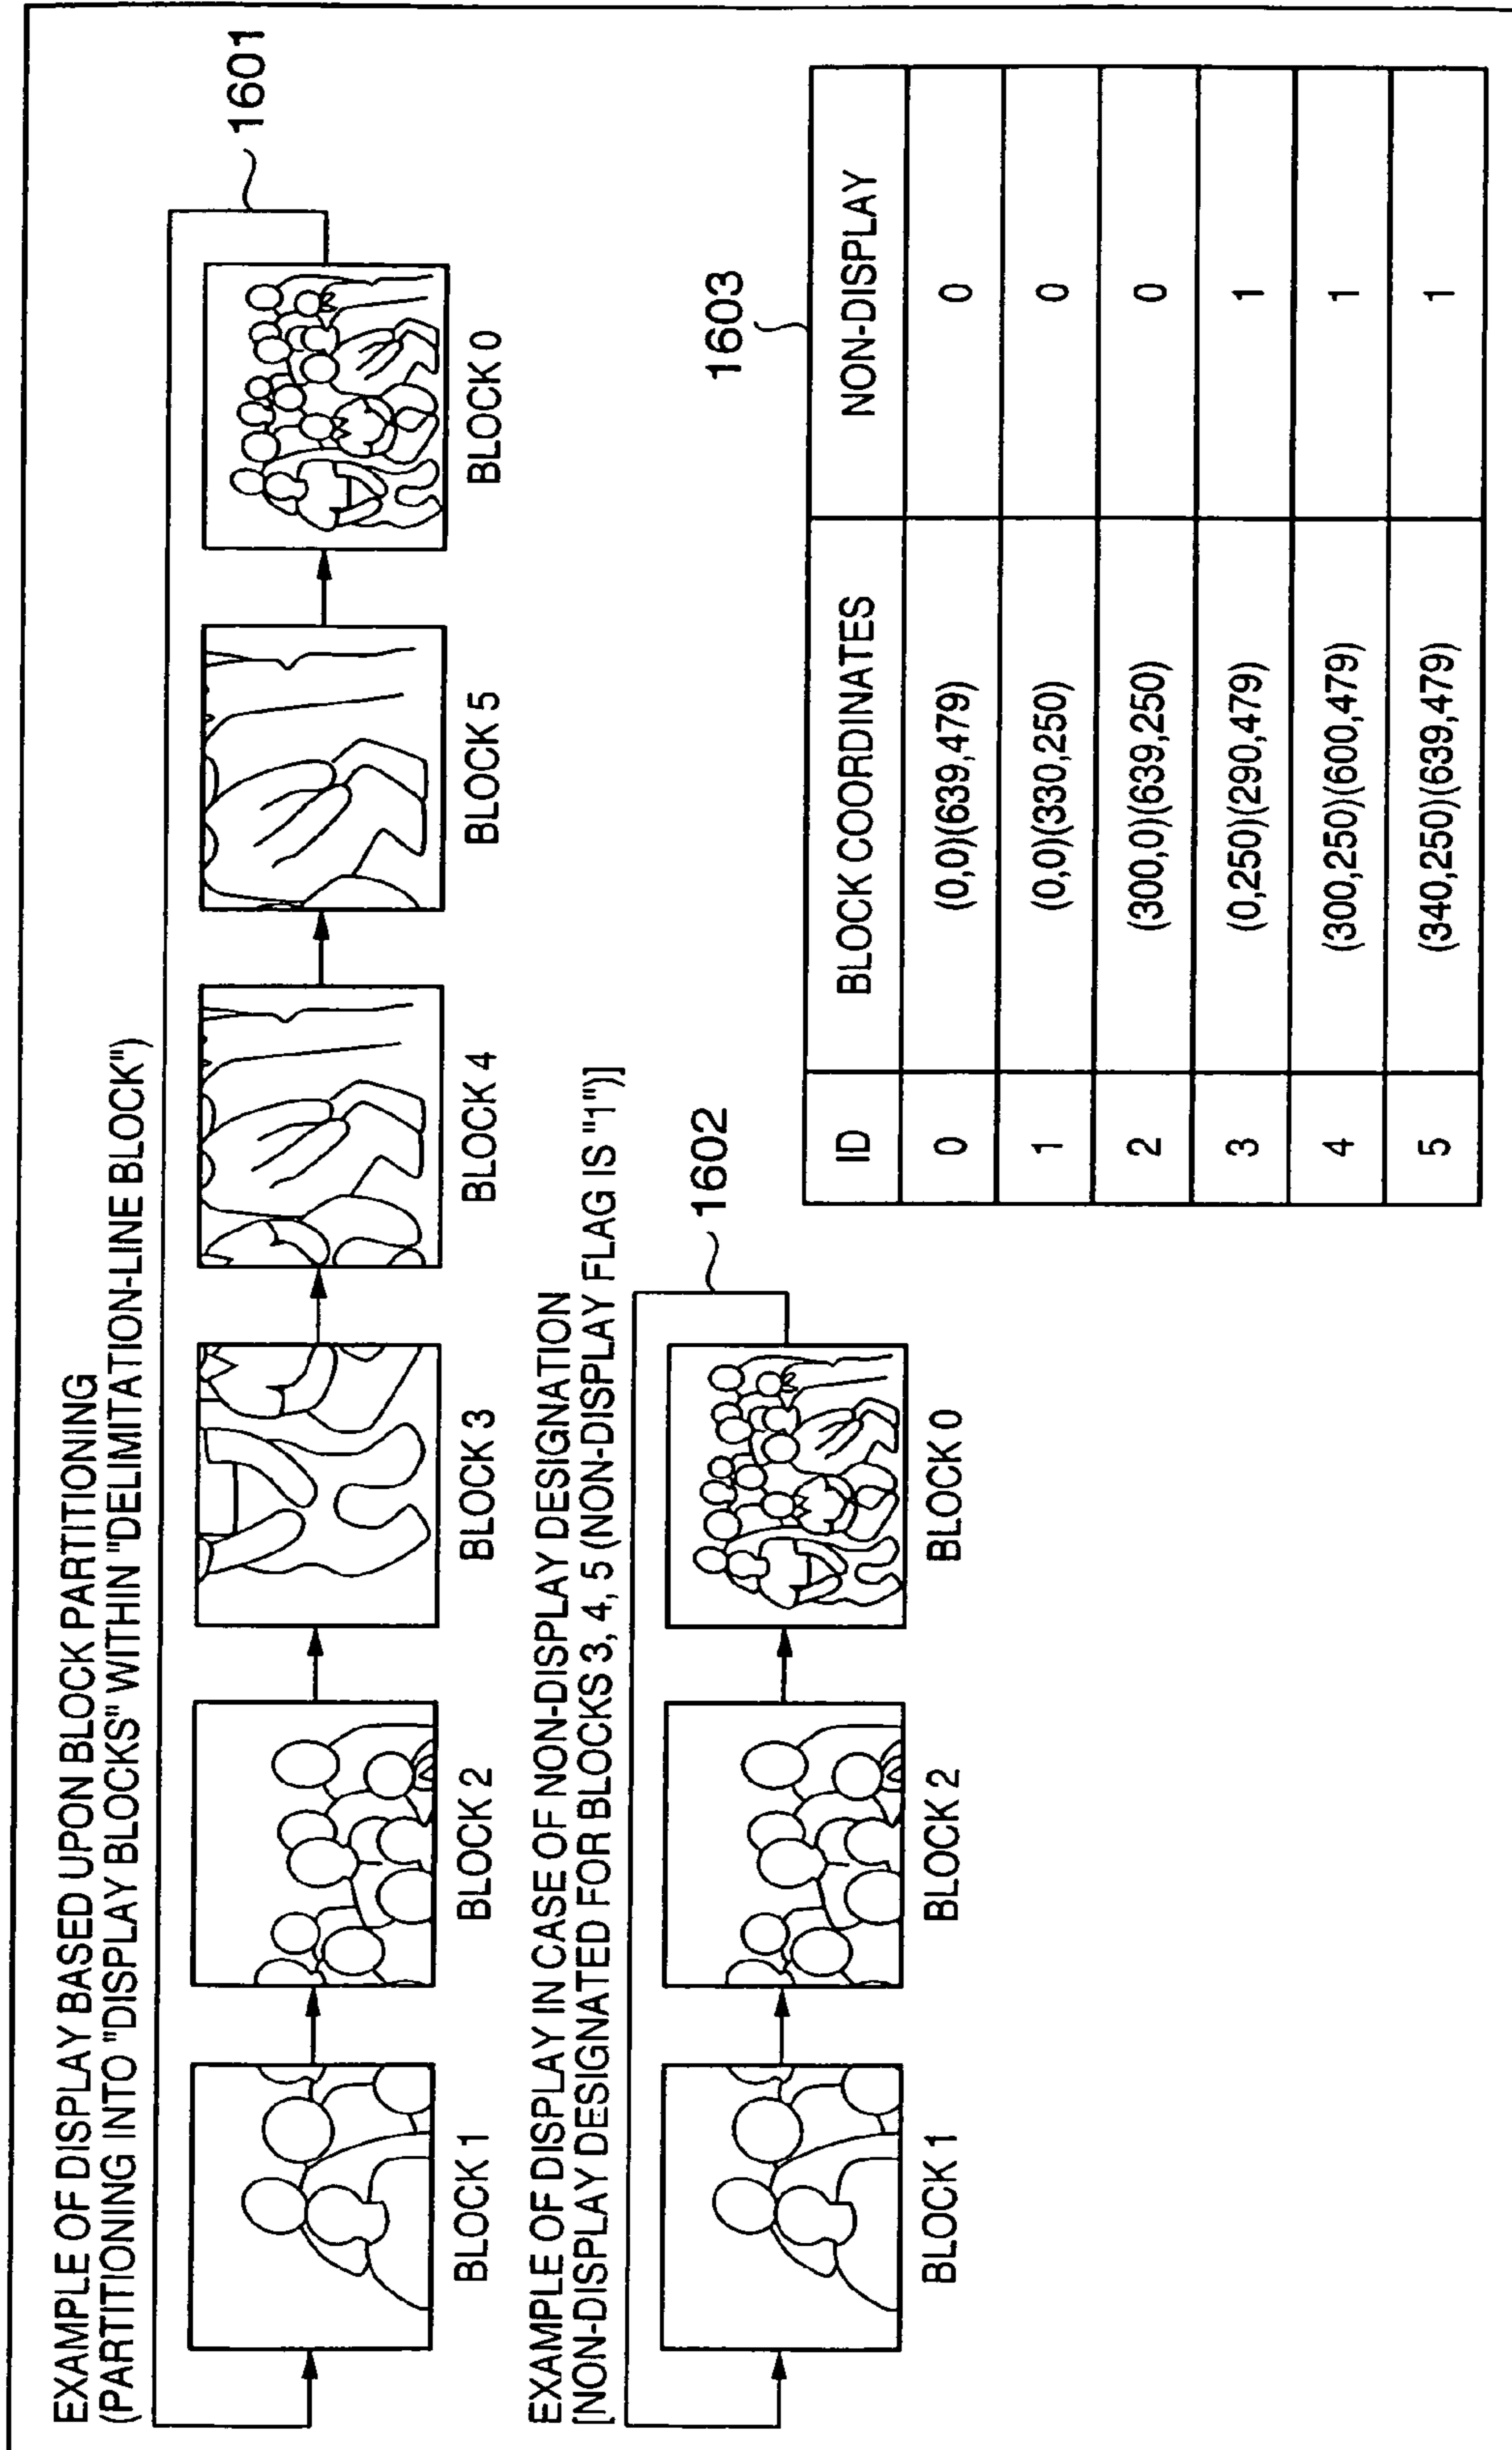 EXAMPLE OF DISPLAY BASED UPON BLOCK PARTITIONING
(PARTITIONING INTO "DISPLAY BLOCKS" WITHIN "DELIMITATION-LINE BLOCK")
1601
BLOCK 1
BLOCK 2
BLOCK 3
BLOCK 4
BLOCK 5
BLOCK 0
EXAMPLE OF DISPLAY IN CASE OF NON-DISPLAY DESIGNATION
[NON-DISPLAY DESIGNATED FOR BLOCKS 3, 4, 5 (NON-DISPLAY FLAG IS "1")]
1602
BLOCK 1
BLOCK 2
BLOCK 0
1603
ID BLOCK COORDINATES NON-DISPLAY
0 (0,0)(639,479) 0
1 (0,0)(330,250) 0
2 (300,0)(639,250) 0
3 (0,250)(290,479) 1
4 (300,250)(600,479) 1
5 (340,250)(639,479) 1